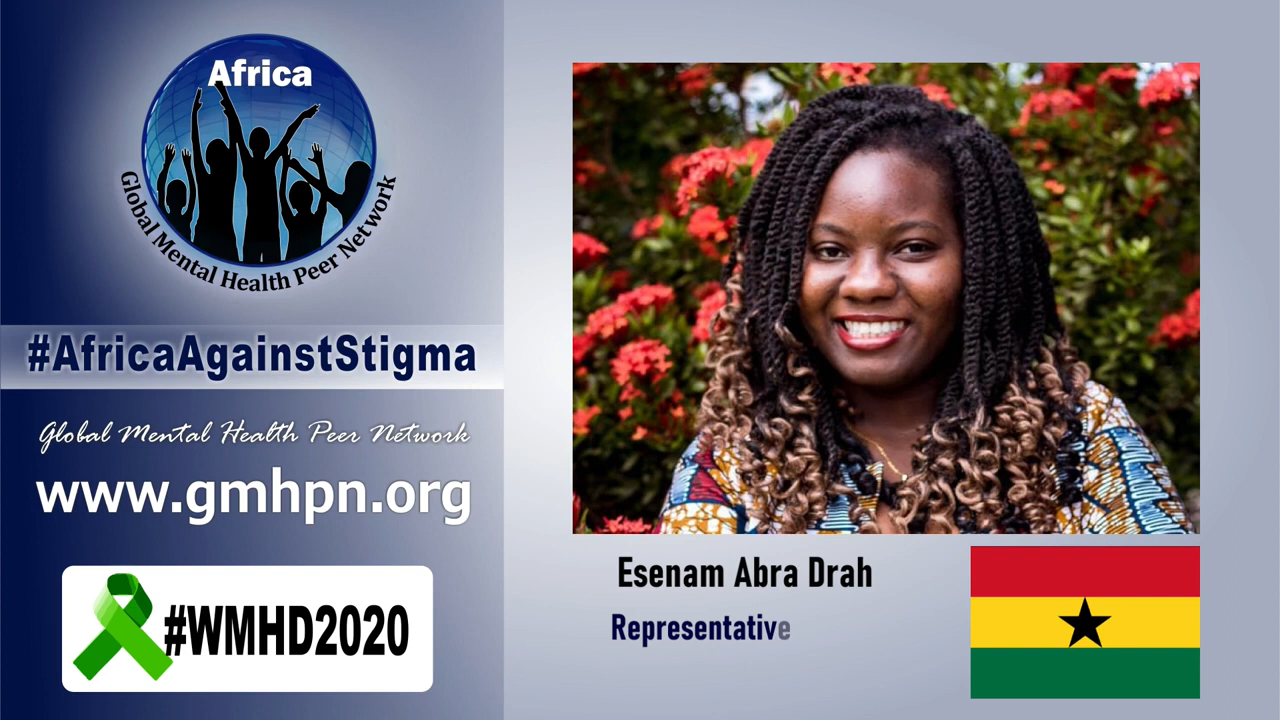 Africa
Global Mental Health Peer Network
#AfricaAgainstStigma
Global Mental Health Peer Network
www.gmhpn.org
#WMHD2020
Esenam Abra Drah
Representative